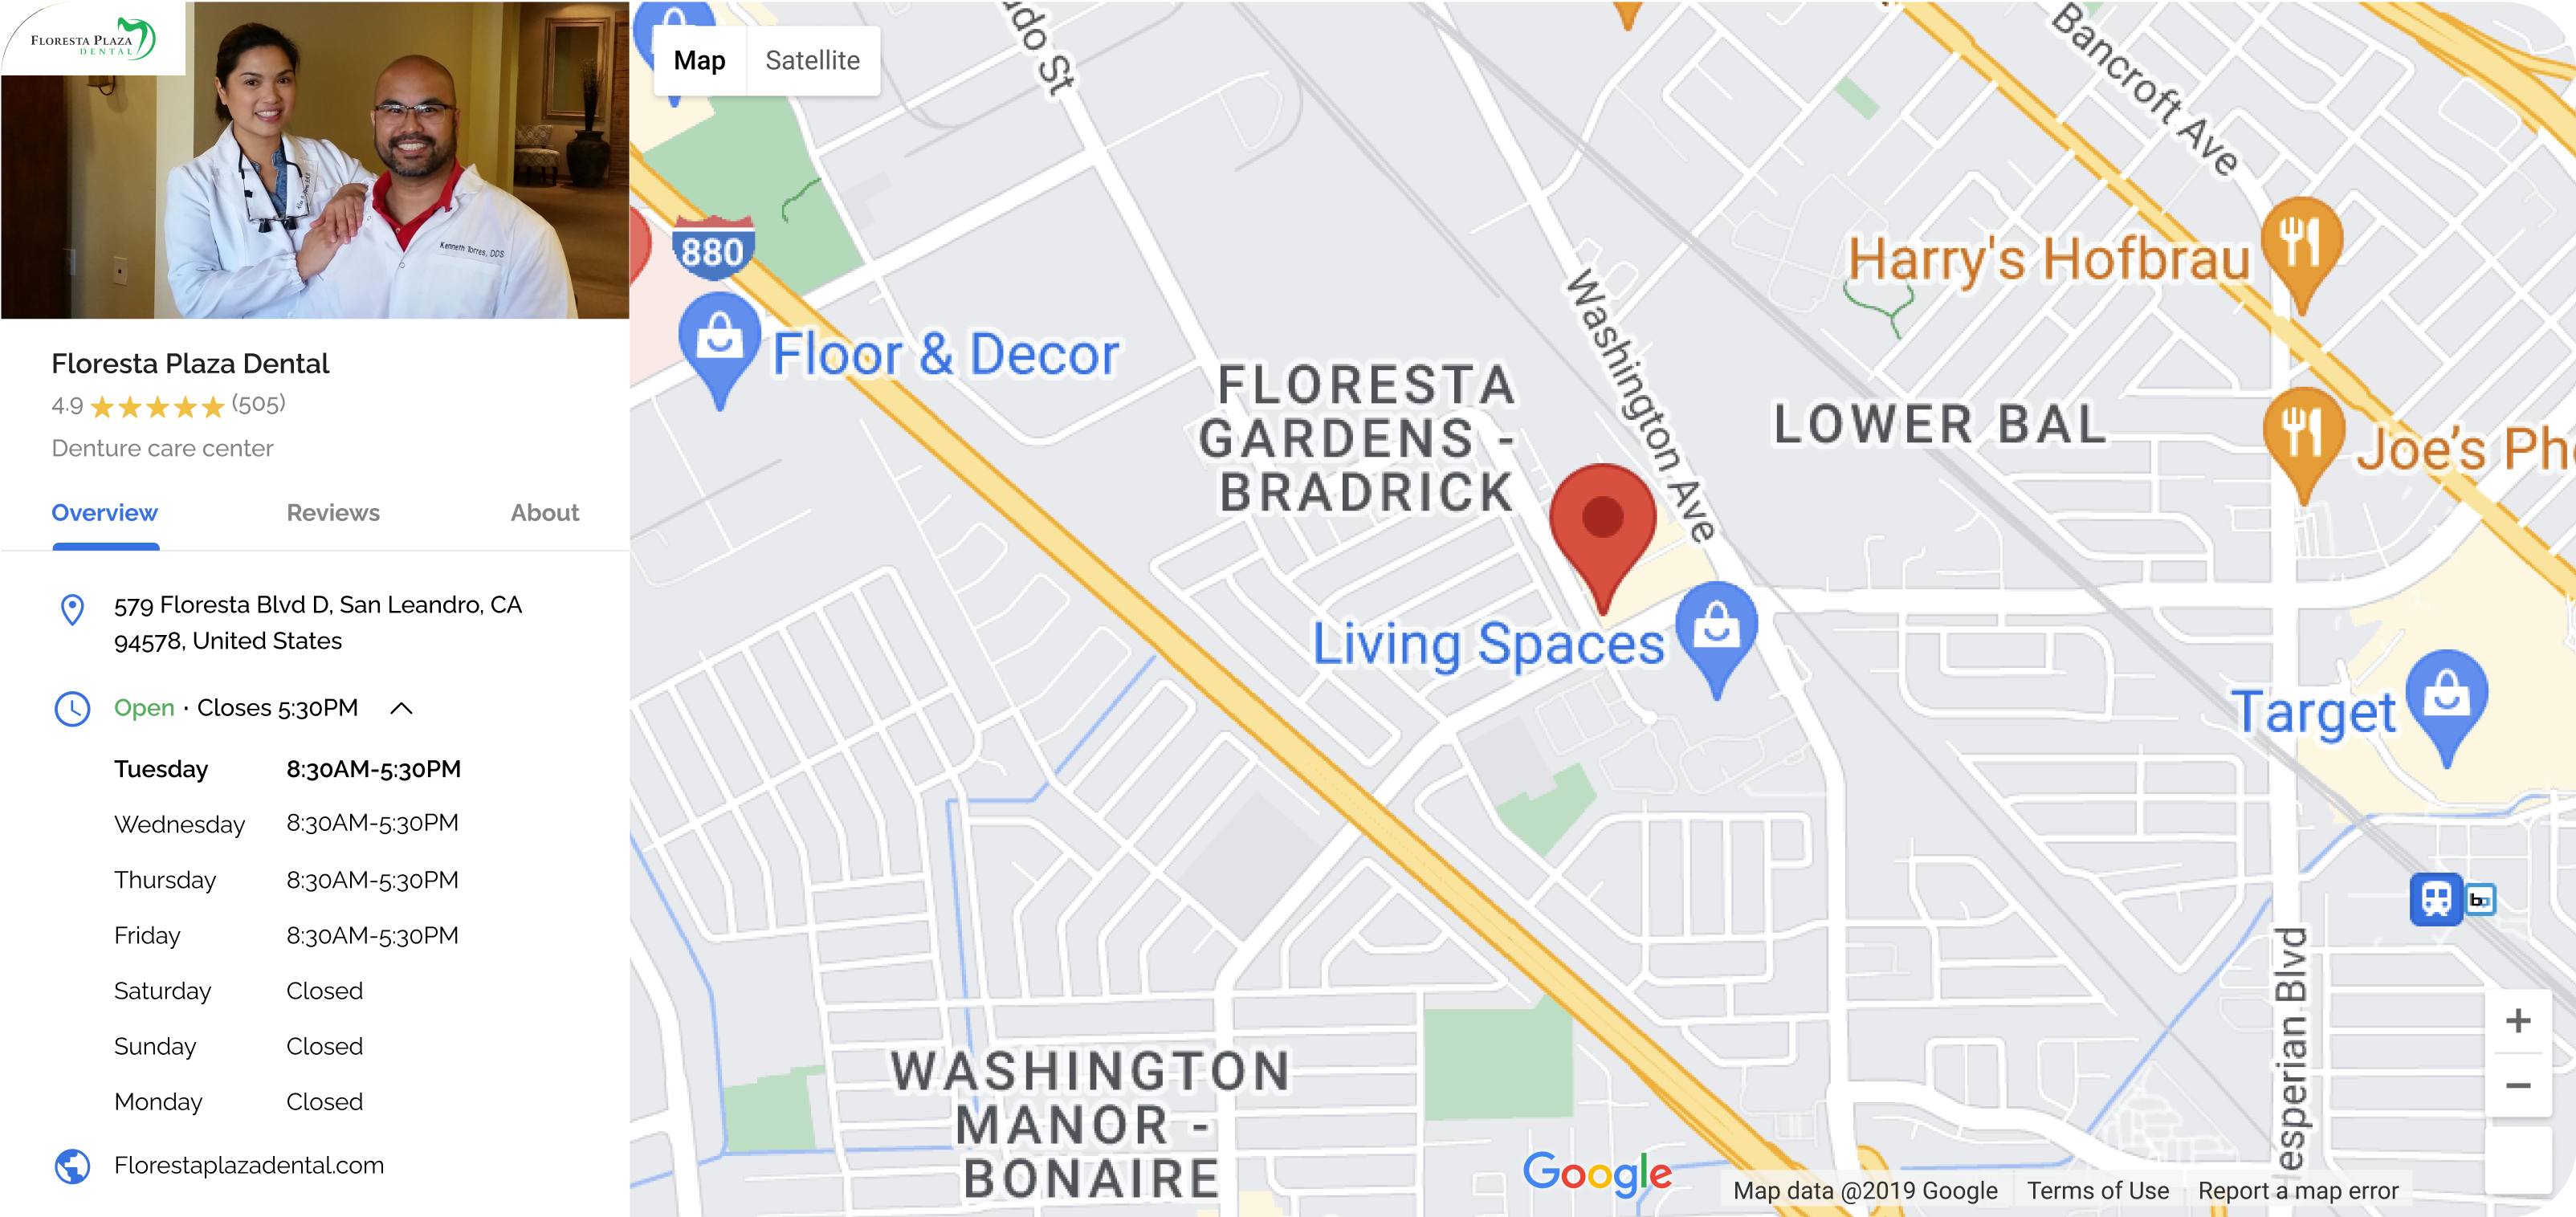 FLORESTA PLAZA
DENTAL
Kenneth Torres, DDS
Floresta Plaza Dental
4.9 (505)
Denture care center
Overview Reviews About
579 Floresta Blvd D, San Leandro, CA
94578, United States
Open · Closes 5:30PM
Tuesday 8:30AM-5:30PM
Wednesday 8:30AM-5:30PM
Thursday 8:30AM-5:30PM
Friday 8:30AM-5:30PM
Saturday Closed
Sunday Closed
Monday Closed
Florestaplazadental.com
Map Satellite
do St
Bancroft Ave
880
Floor & Decor
Washington Ave
Harry's Hofbrau
FLORESTA
GARDENS -
BRADRICK
LOWER BAL
Joe's Pho
Living Spaces
Target
esperian Blvd
WASHINGTON
MANOR -
BONAIRE
Google
Map data @2019 Google Terms of Use Report a map error